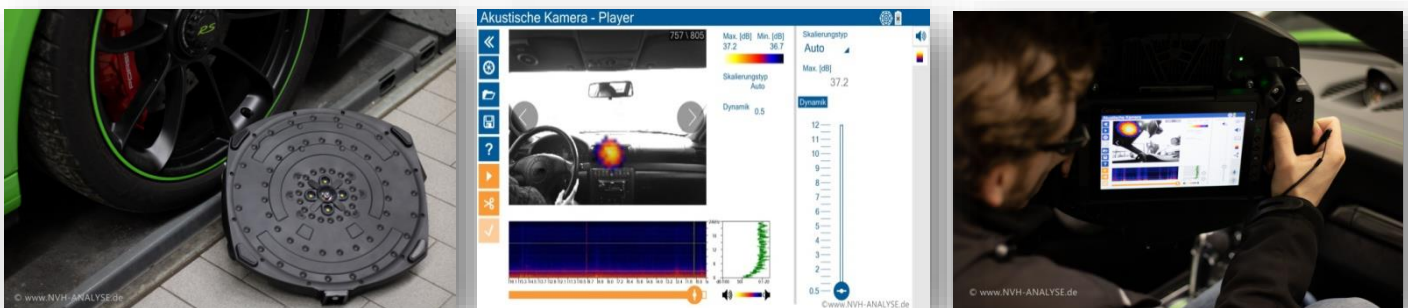 RS
© www.NVH-ANALYSE.de
Akustische Kamera - Player
757 \ 805
Max. [dB] Min. [dB]
37.2 36.7
Skalierungstyp
Auto
Dynamik 0.5
?
Skalierungstyp
Auto
Max. [dB]
37.2
Dynamik
12
11
10
9
8
7
6
5
4
3
2
0.5
©www.NVH-ANALYSE.de
Akustische Kamera
© www.NVH-ANALYSE.de